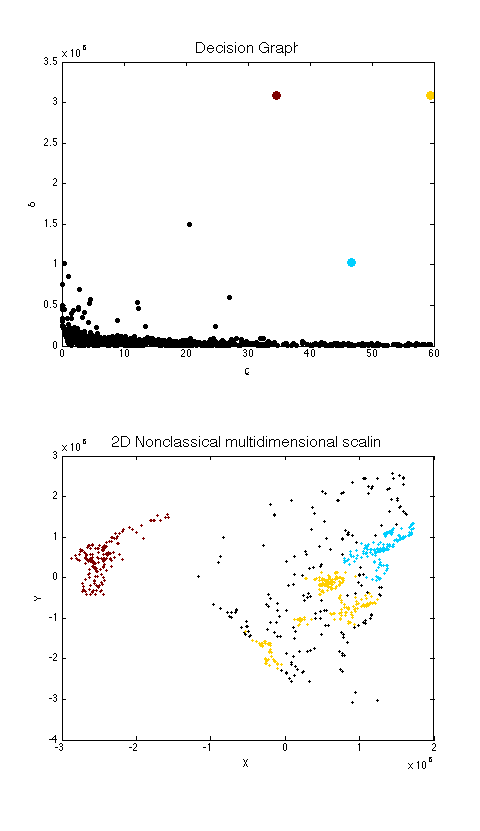 Decision Graph
× 10⁶
3.5
3
2.5
2
1.5
1
0.5
0
0 10 20 30 40 50 60
δ
2D Nonclassical multidimensional scalin
× 10⁶
3
2
1
0
-1
-2
-3
-4
-3 -2 -1 0 1 2
Y
X
× 10⁶